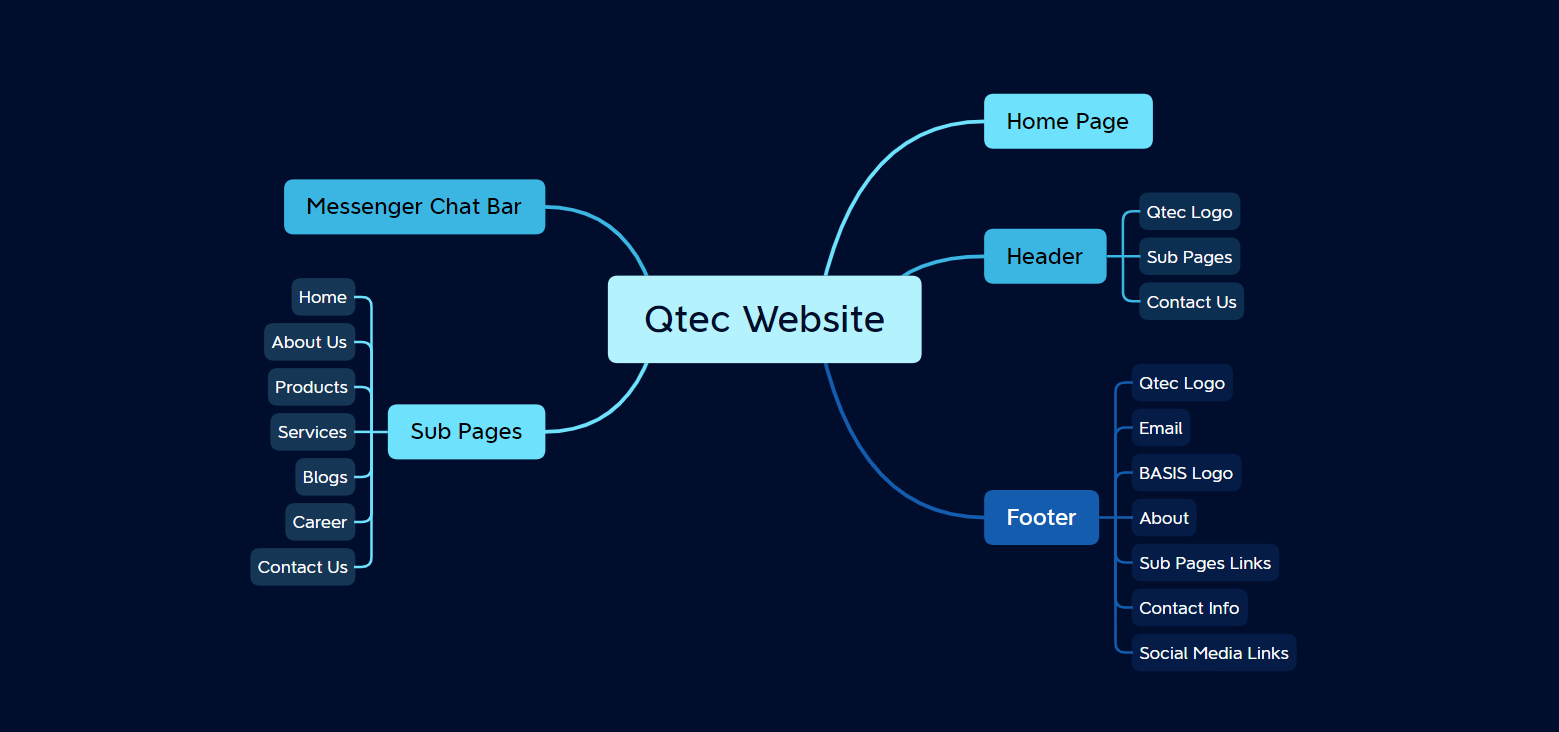 Qtec Website
Home Page
Header
Qtec Logo
Sub Pages
Contact Us
Footer
Qtec Logo
Email
BASIS Logo
About
Sub Pages Links
Contact Info
Social Media Links
Messenger Chat Bar
Sub Pages
Home
About Us
Products
Services
Blogs
Career
Contact Us